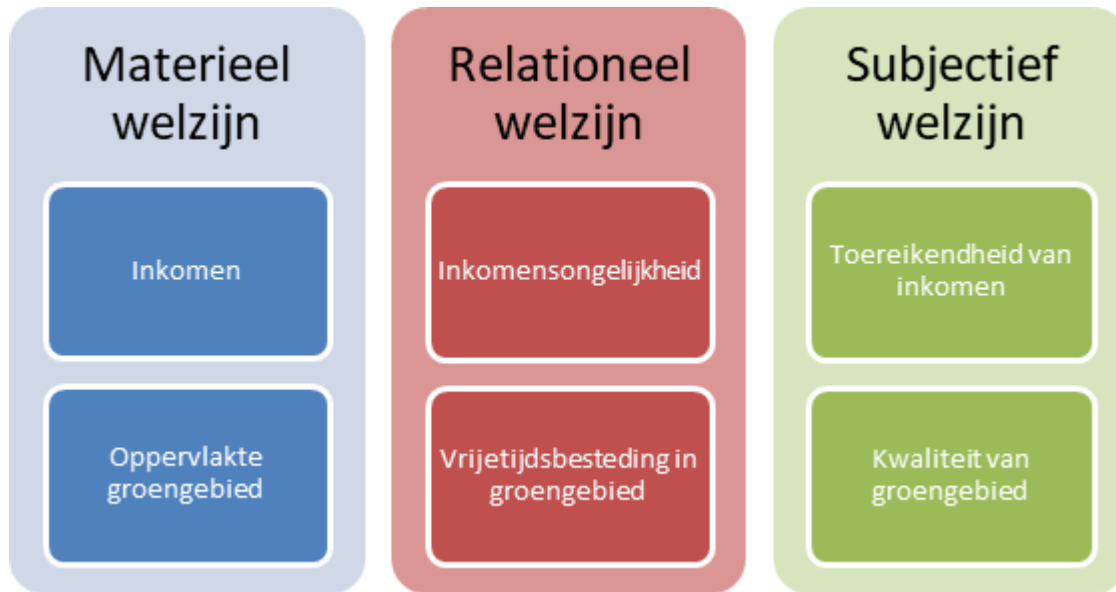 Materieel
welzijn
Inkomen
Oppervlakte
groengebied
Relationeel
welzijn
Inkomensongelijkheid
Vrijetijdsbesteding in
groengebied
Subjectief
welzijn
Toereikendheid van
inkomen
Kwaliteit van
groengebied